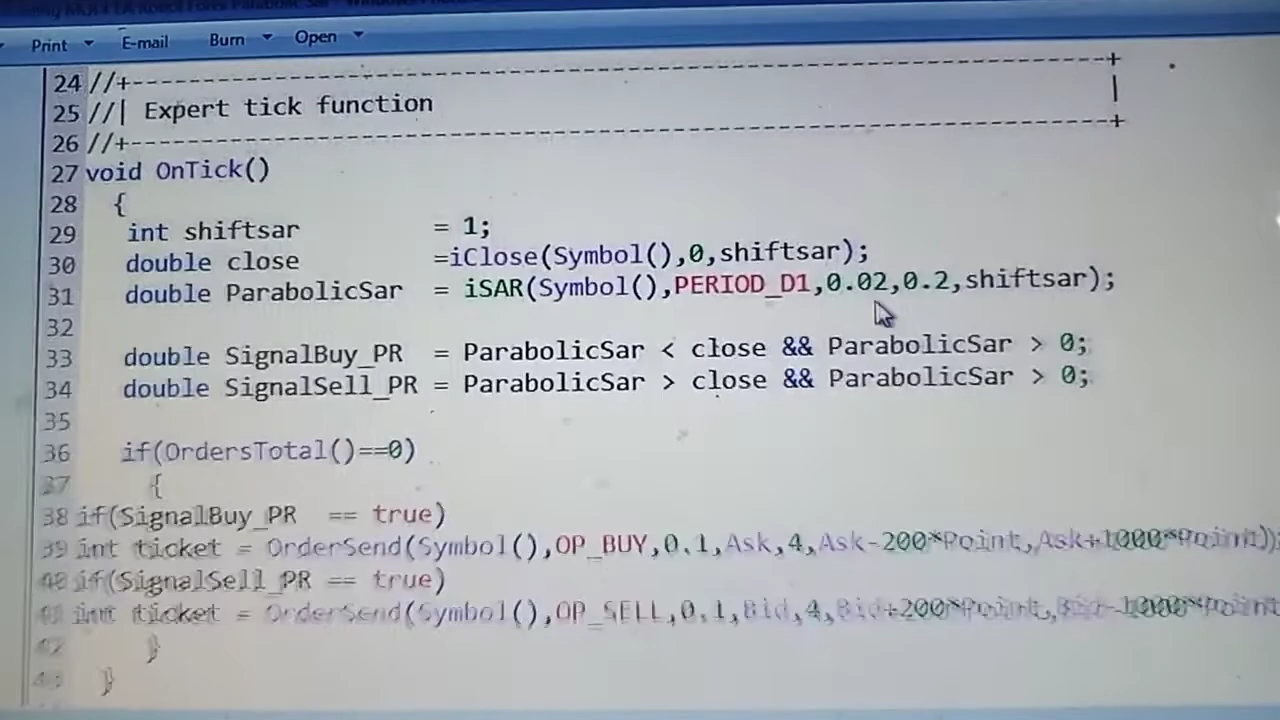 Print E-mail Burn Open
24 //+------------------------------------------------------------------+
25 //| Expert tick function |
26 //+------------------------------------------------------------------+
27 void OnTick()
28 {
29 int shiftsar = 1;
30 double close =iClose(Symbol(),0,shiftsar);
31 double ParabolicSar = iSAR(Symbol(),PERIOD_D1,0.02,0.2,shiftsar);
32
33 double SignalBuy_PR = ParabolicSar < close && ParabolicSar > 0;
34 double SignalSell_PR = ParabolicSar > close && ParabolicSar > 0;
35
36 if(OrdersTotal()==0)
37 {
38 if(SignalBuy_PR == true)
39 int ticket = OrderSend(Symbol(),OP_BUY,0.1,Ask,4,Ask-200*Point,Ask+1000*Point);
40 if(SignalSell_PR == true)
41 int ticket = OrderSend(Symbol(),OP_SELL,0.1,Bid,4,Bid+200*Point,Bid-1000*Point
42 }
43 }